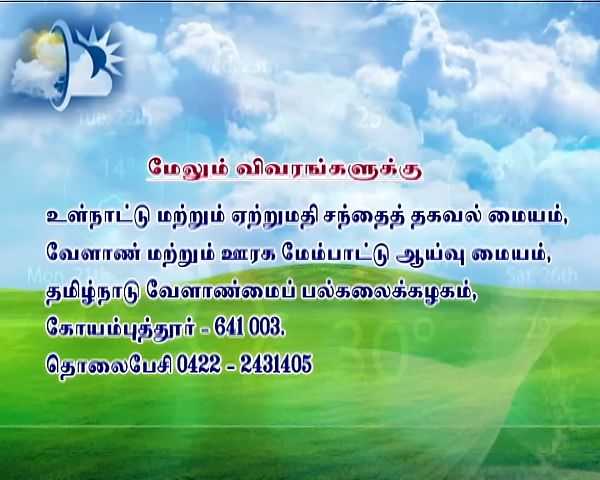 மேலும் விவரங்களுக்கு
உள்நாட்டு மற்றும் ஏற்றுமதி சந்தைத் தகவல் மையம்,
வேளாண் மற்றும் ஊரக மேம்பாட்டு ஆய்வு மையம்,
தமிழ்நாடு வேளாண்மைப் பல்கலைக்கழகம்,
கோயம்புத்தூர் - 641 003.
தொலைபேசி 0422 - 2431405